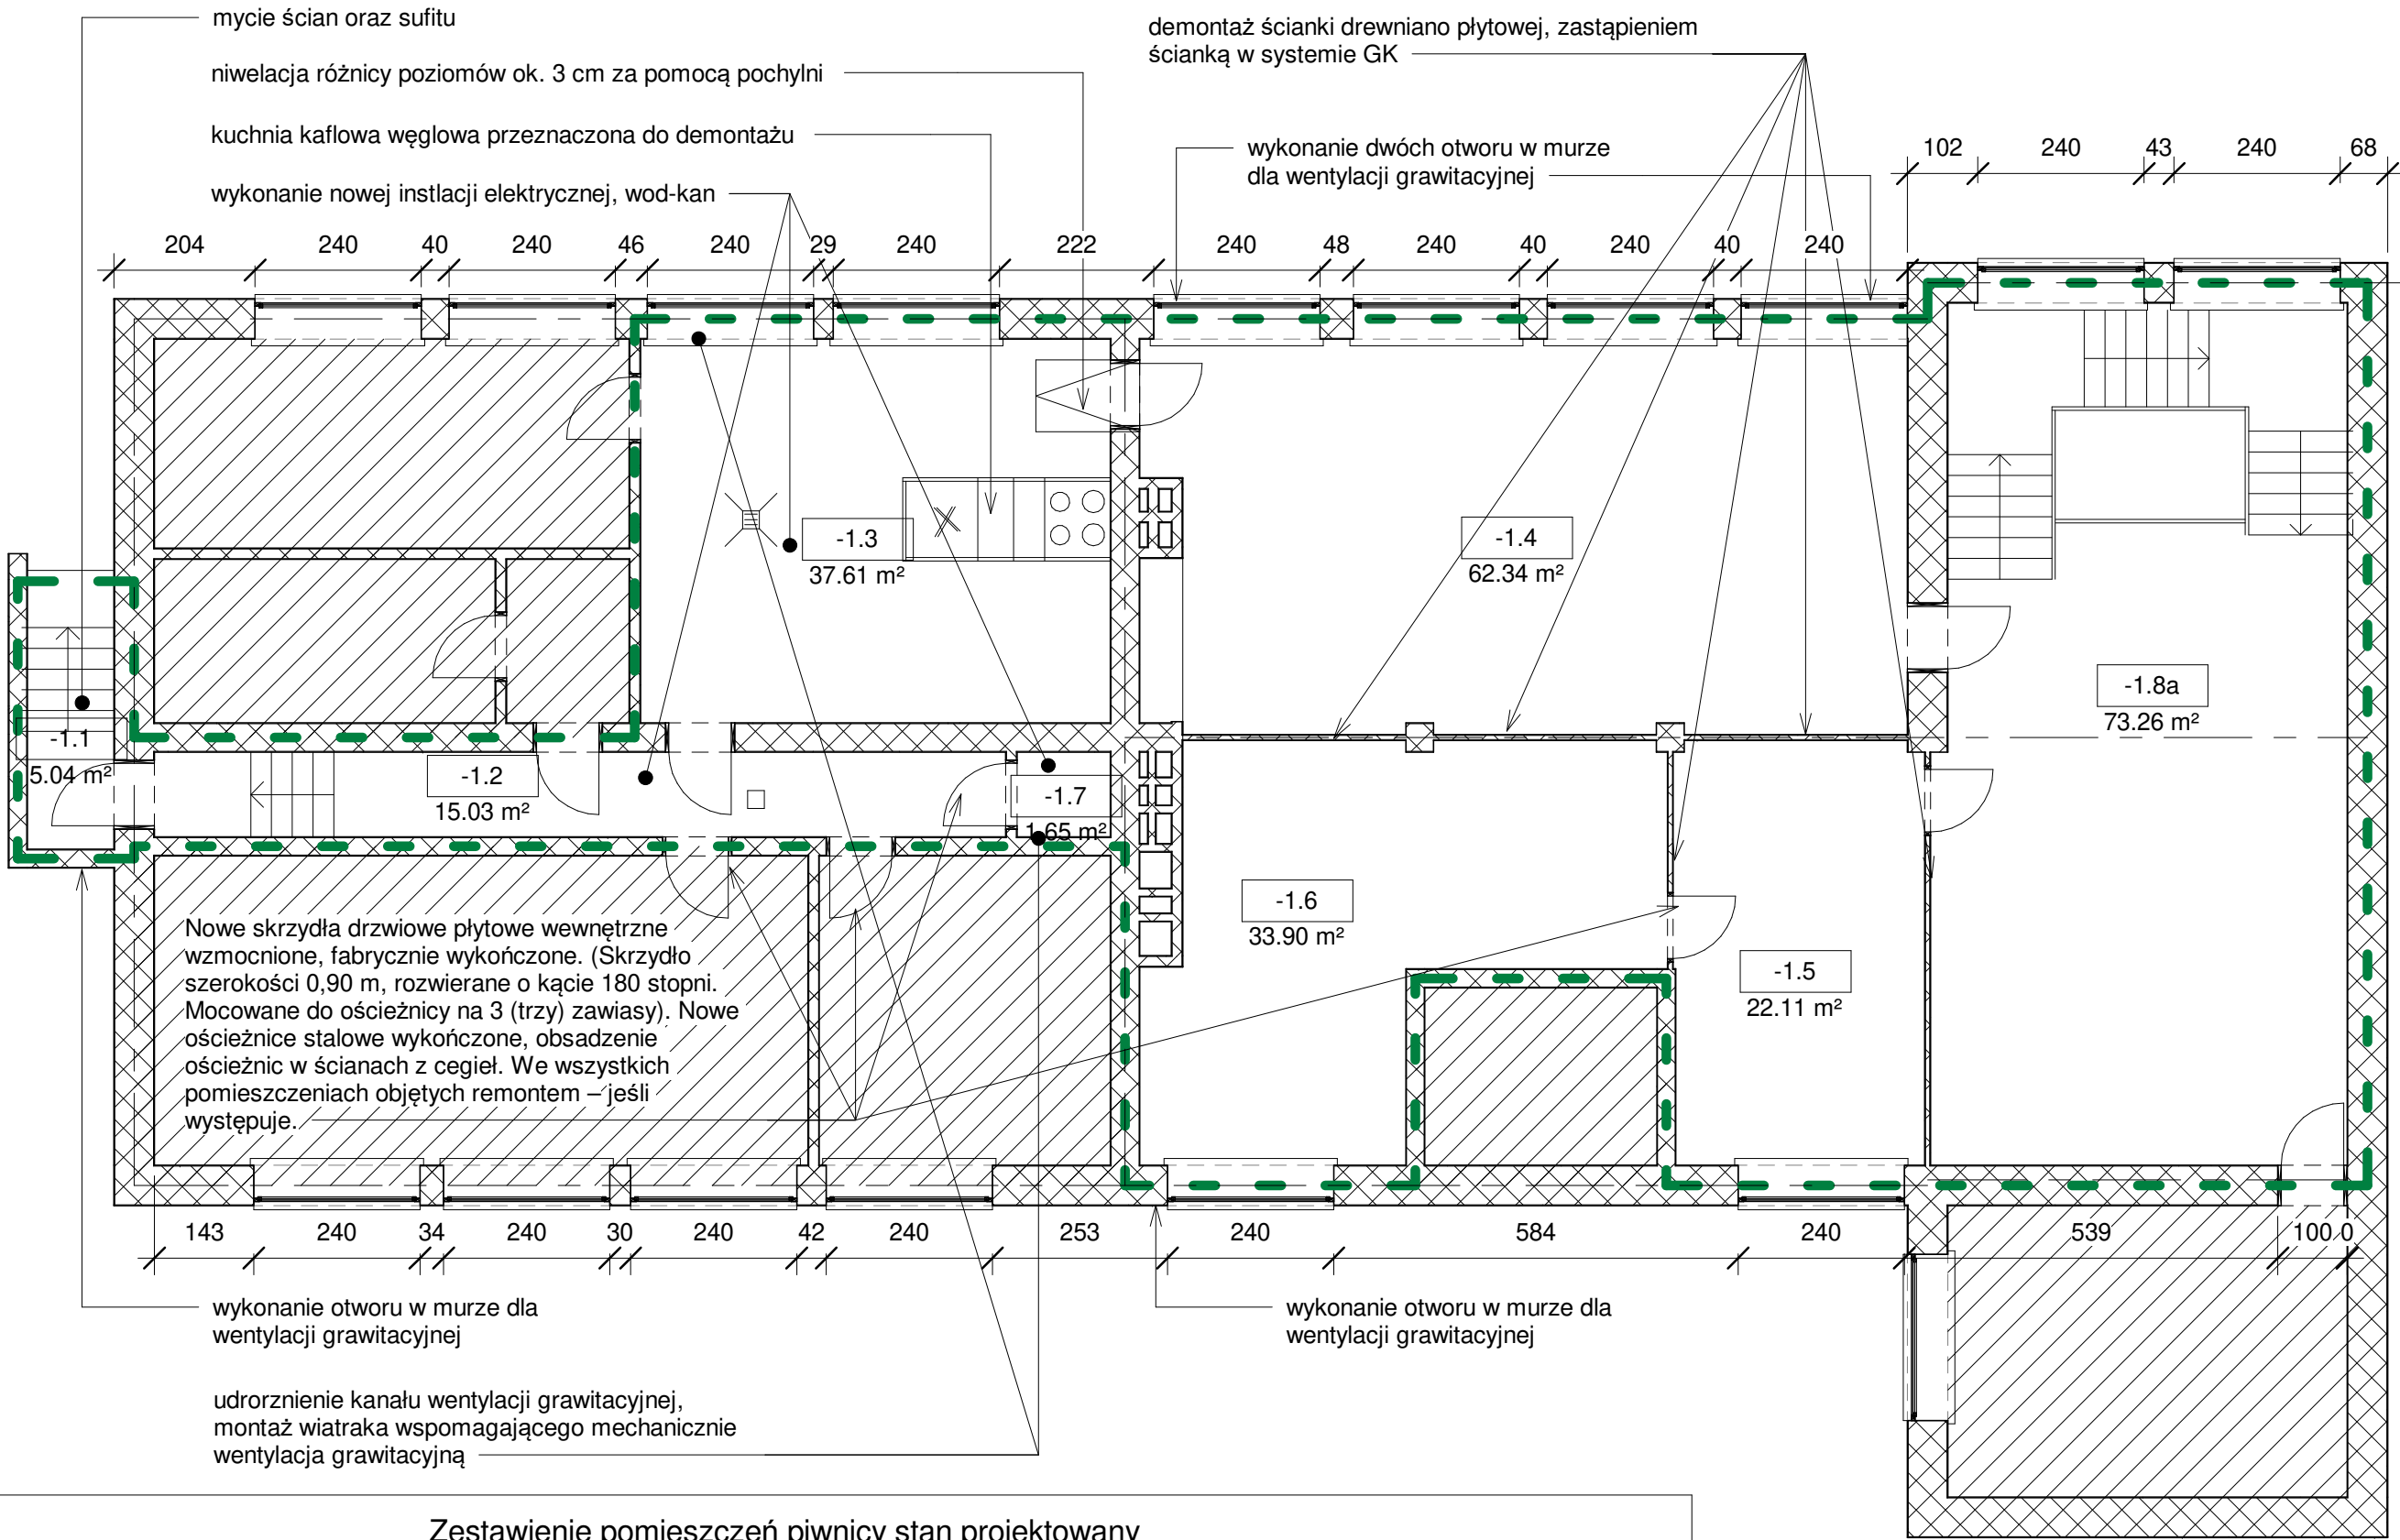 mycie ścian oraz sufitu
niwelacja różnicy poziomów ok. 3 cm za pomocą pochylni
kuchnia kaflowa węglowa przeznaczona do demontażu
wykonanie nowej instlacji elektrycznej, wod-kan
demontaż ścianki drewniano płytowej, zastąpieniem
ścianką w systemie GK
wykonanie dwóch otworu w murze
dla wentylacji grawitacyjnej
102 240 43 240 68
204 240 40 240 46 240 29 240 222 240 48 240 40 240 40 240
-1.3
37.61 m²
-1.4
62.34 m²
-1.8a
73.26 m²
-1.1
5.04 m²
-1.2
15.03 m²
-1.7
1.65 m²
-1.6
33.90 m²
-1.5
22.11 m²
Nowe skrzydła drzwiowe płytowe wewnętrzne
wzmocnione, fabrycznie wykończone. (Skrzydło
szerokości 0,90 m, rozwierane o kącie 180 stopni.
Mocowane do ościeżnicy na 3 (trzy) zawiasy). Nowe
ościeżnice stalowe wykończone, obsadzenie
ościeżnic w ścianach z cegieł. We wszystkich
pomieszczeniach objętych remontem – jeśli
występuje.
143 240 34 240 30 240 42 240 253 240 584 240 539 100.0
wykonanie otworu w murze dla
wentylacji grawitacyjnej
wykonanie otworu w murze dla
wentylacji grawitacyjnej
udrorznienie kanału wentylacji grawitacyjnej,
montaż wiatraka wspomagającego mechanicznie
wentylacja grawitacyjną
Zestawienie pomieszczeń piwnicy stan projektowany